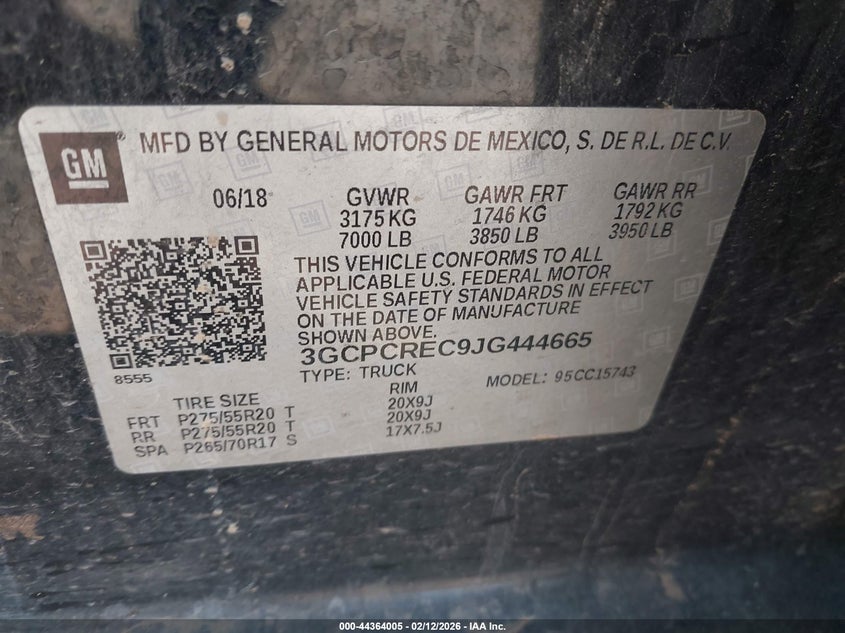 GM ® MFD BY GENERAL MOTORS DE MEXICO, S. DE R.L. DE C.V.
06/18 GVWR GAWR FRT GAWR RR
3175 KG 1746 KG 1792 KG
7000 LB 3850 LB 3950 LB
THIS VEHICLE CONFORMS TO ALL
APPLICABLE U.S. FEDERAL MOTOR
VEHICLE SAFETY STANDARDS IN EFFECT
ON THE DATE OF MANUFACTURE
SHOWN ABOVE.
3GCPCREC9JG444665
8555
TYPE: TRUCK MODEL: 95CC15743
TIRE SIZE RIM
FRT P275/55R20 T 20X9J
RR P275/55R20 T 20X9J
SPA P265/70R17 S 17X7.5J
000-44364005 - 02/12/2026 - IAA Inc.